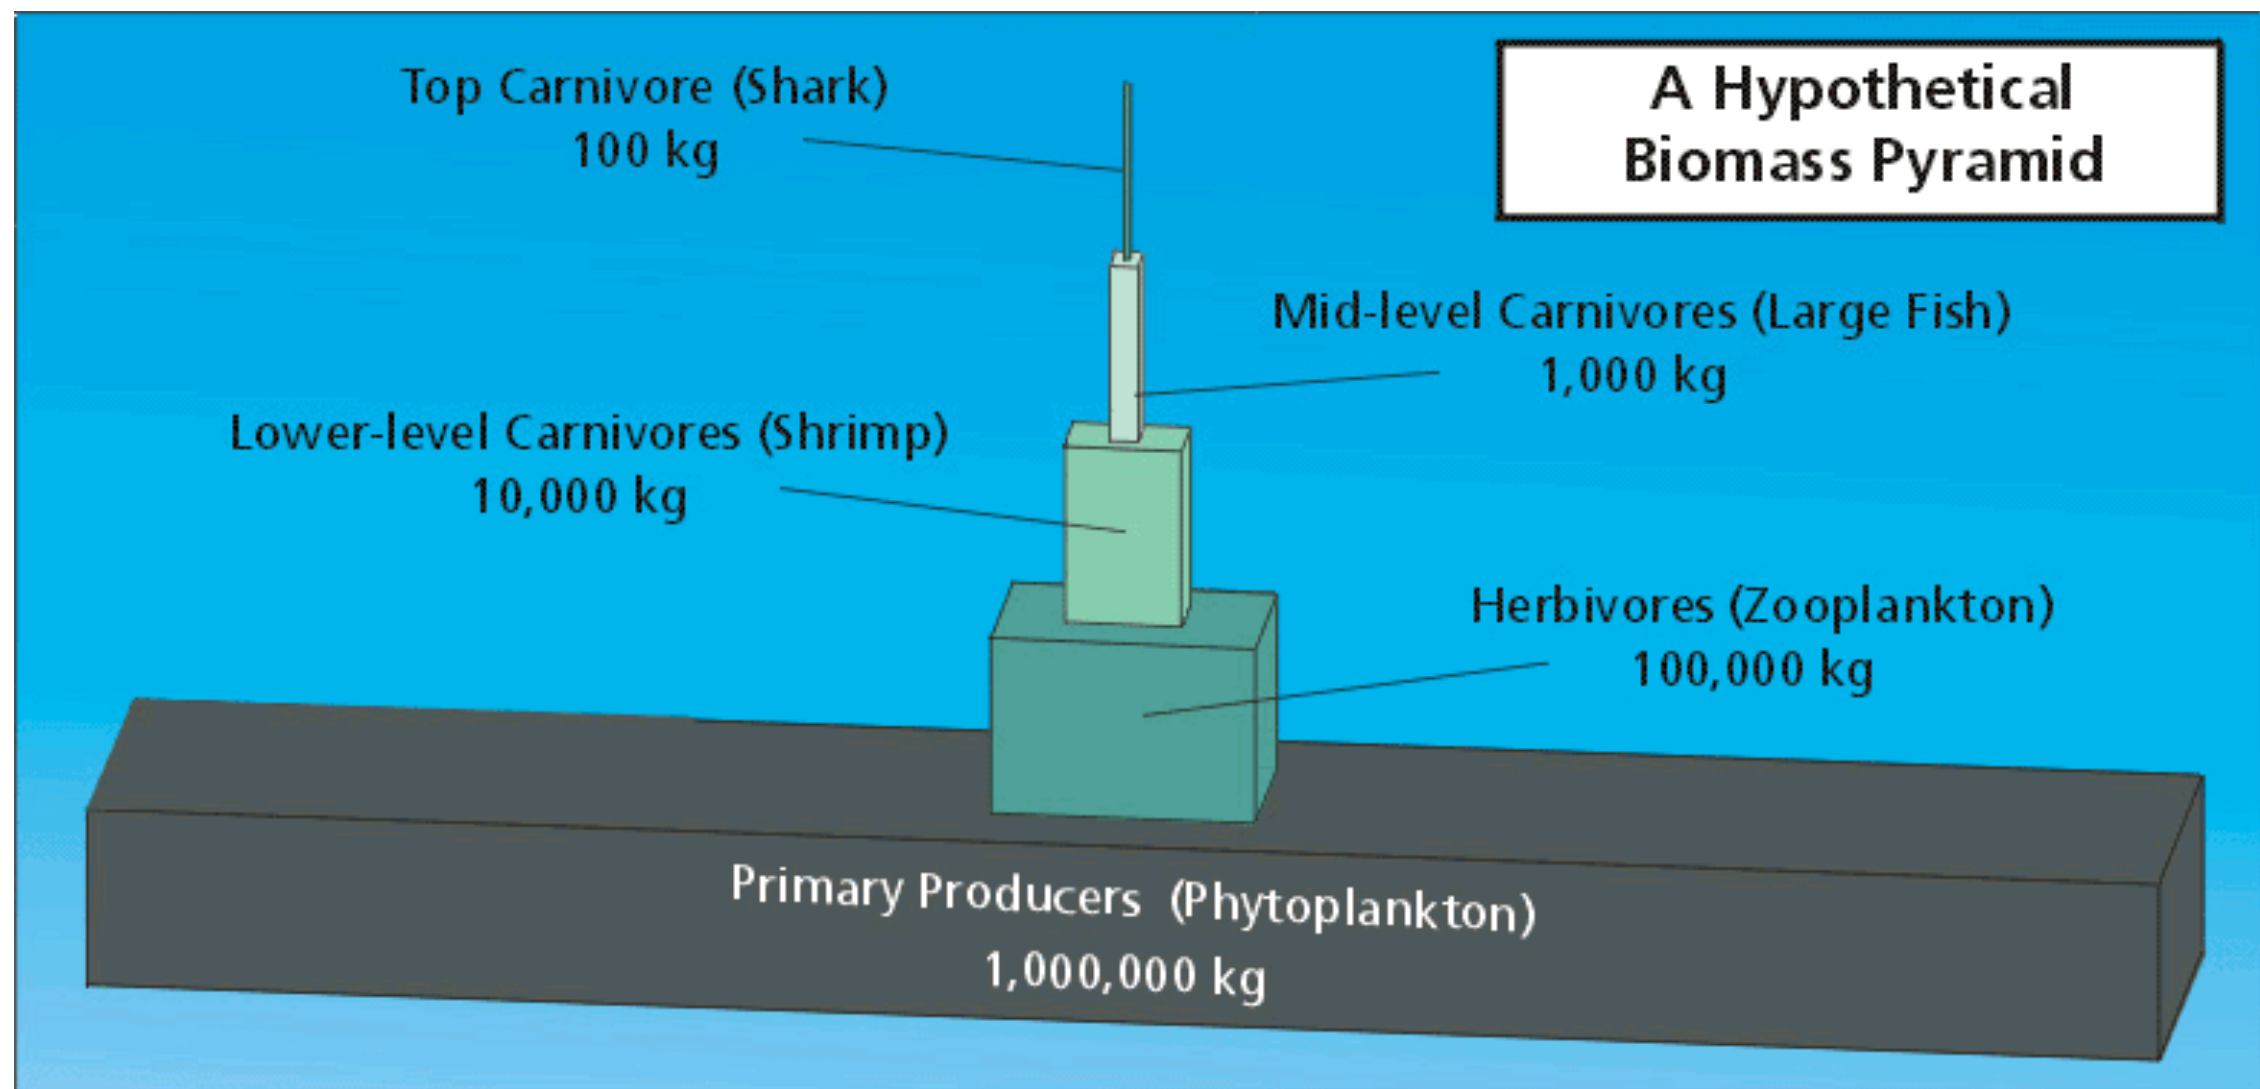 Top Carnivore (Shark)
100 kg
A Hypothetical
Biomass Pyramid
Mid-level Carnivores (Large Fish)
1,000 kg
Lower-level Carnivores (Shrimp)
10,000 kg
Herbivores (Zooplankton)
100,000 kg
Primary Producers (Phytoplankton)
1,000,000 kg